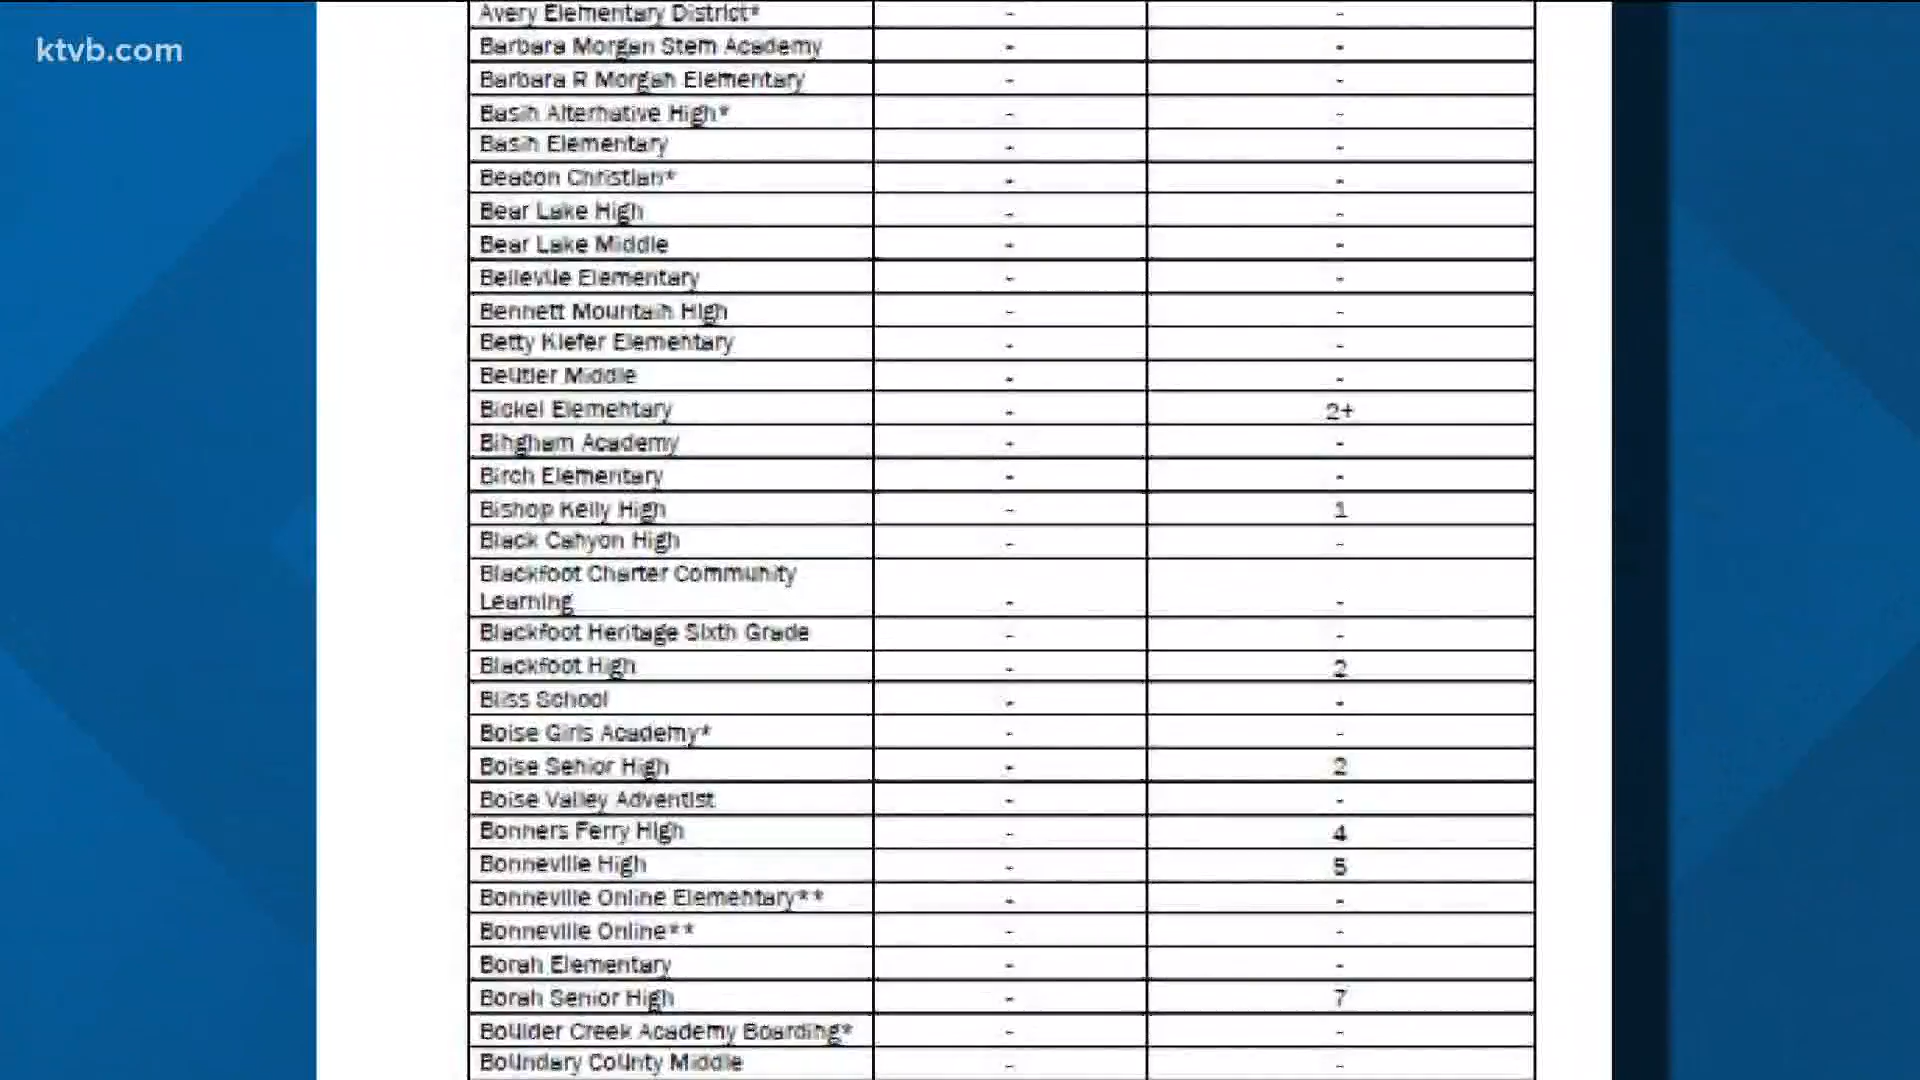 ktvb.com
Avery Elementary District* - -
Barbara Morgan Stem Academy - -
Barbara R Morgan Elementary - -
Basin Alternative High* - -
Basin Elementary - -
Beacon Christian* - -
Bear Lake High - -
Bear Lake Middle - -
Bellevue Elementary - -
Bennett Mountain High - -
Betty Kiefer Elementary - -
Beutler Middle - -
Bickel Elementary - 2+
Bingham Academy - -
Birch Elementary - -
Bishop Kelly High - 1
Black Canyon High - -
Blackfoot Charter Community
Learning - -
Blackfoot Heritage Sixth Grade - -
Blackfoot High - 2
Bliss School - -
Boise Girls Academy* - -
Boise Senior High - 2
Boise Valley Adventist - -
Bonners Ferry High - 4
Bonneville High - 5
Bonneville Online Elementary** - -
Bonneville Online** - -
Borah Elementary - -
Borah Senior High - 7
Boulder Creek Academy Boarding* - -
Boundary County Middle - -